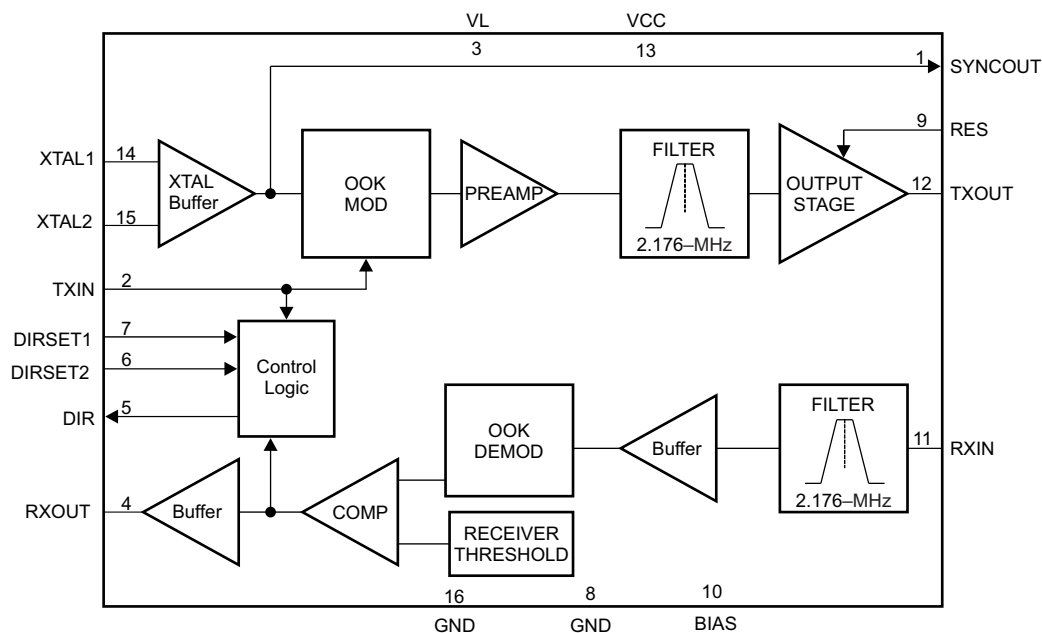 VL
VCC
3
13
1
SYNCOUT
9
RES
XTAL1
14
XTAL
Buffer
OOK
MOD
PREAMP
FILTER
2.176–MHz
OUTPUT
STAGE
12
TXOUT
XTAL2
15
TXIN
2
DIRSET1
7
DIRSET2
6
Control
Logic
DIR
5
OOK
DEMOD
Buffer
FILTER
2.176–MHz
11
RXIN
RXOUT
4
Buffer
COMP
RECEIVER
THRESHOLD
16
8
10
GND
GND
BIAS